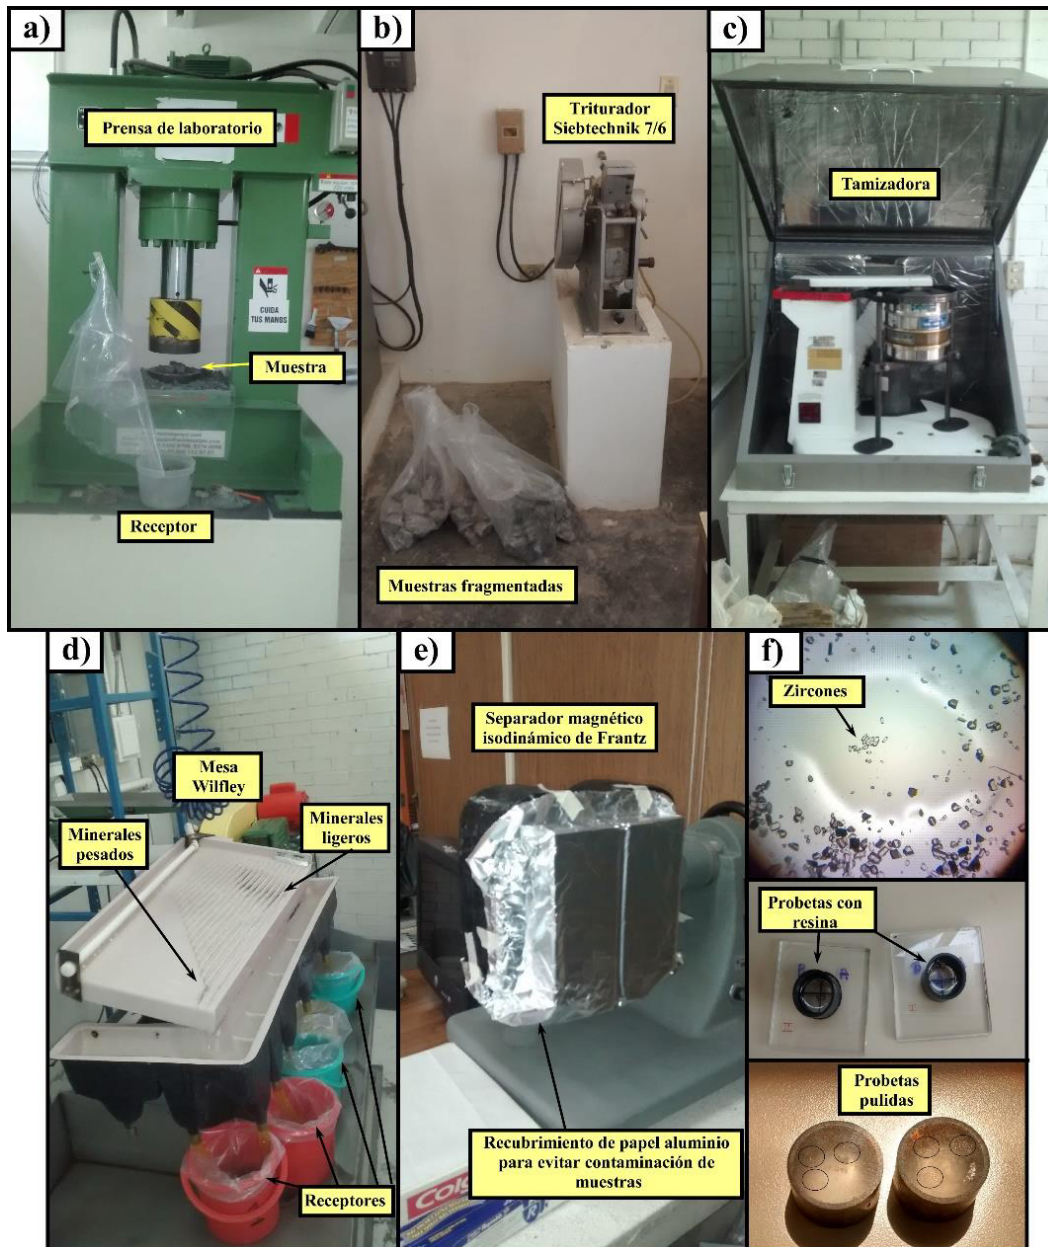 a)
Prensa de laboratorio
CUIDA
TUS MANOS
Muestra
Receptor
b)
Triturador
Siebtechnik 7/6
Muestras fragmentadas
c)
Tamizadora
d)
Mesa
Wilfley
Minerales
pesados
Minerales
ligeros
Receptores
e)
Separador magnético
isodinámico de Frantz
Recubrimiento de papel aluminio
para evitar contaminación de
muestras
Colg
f)
Zircones
Probetas con
resina
Probetas
pulidas